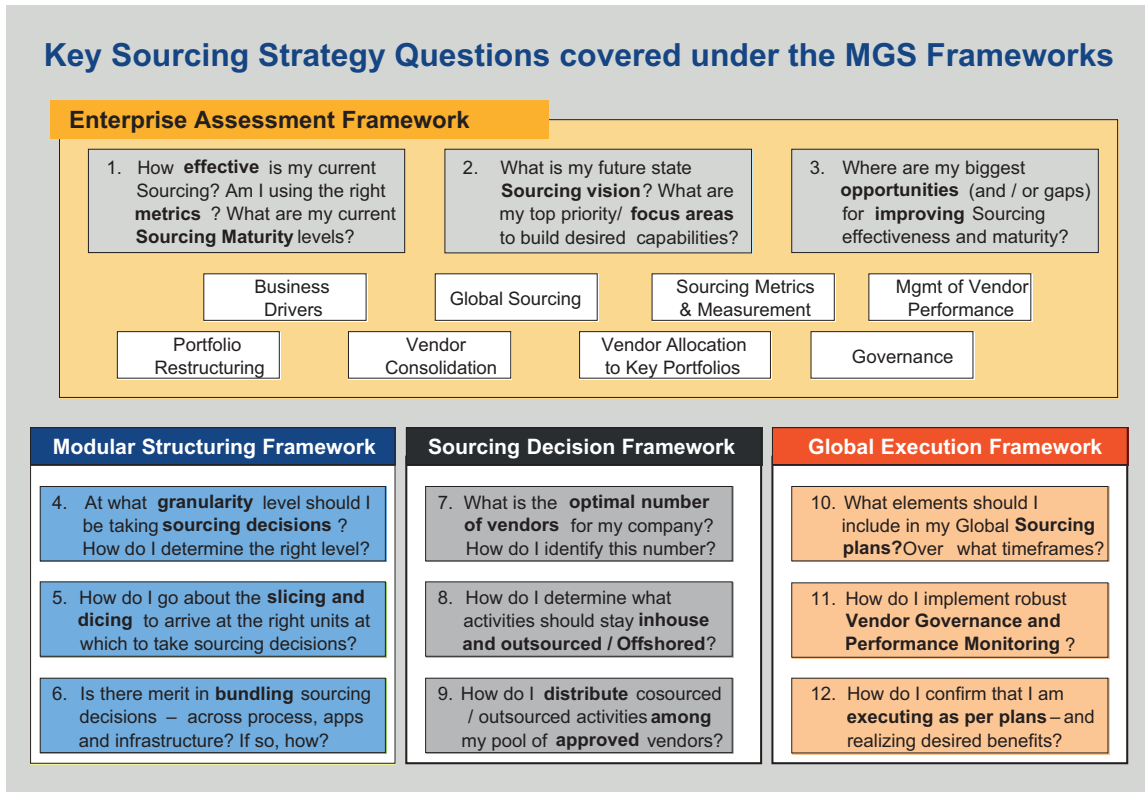 Key Sourcing Strategy Questions covered under the MGS Frameworks
Enterprise Assessment Framework
1. How effective is my current
Sourcing? Am I using the right
metrics ? What are my current
Sourcing Maturity levels?
2. What is my future state
Sourcing vision? What are
my top priority/ focus areas
to build desired capabilities?
3. Where are my biggest
opportunities (and / or gaps)
for improving Sourcing
effectiveness and maturity?
Business
Drivers
Global Sourcing
Sourcing Metrics
& Measurement
Mgmt of Vendor
Performance
Portfolio
Restructuring
Vendor
Consolidation
Vendor Allocation
to Key Portfolios
Governance
Modular Structuring Framework
4. At what granularity level should I
be taking sourcing decisions ?
How do I determine the right level?
5. How do I go about the slicing and
dicing to arrive at the right units at
which to take sourcing decisions?
6. Is there merit in bundling sourcing
decisions – across process, apps
and infrastructure? If so, how?
Sourcing Decision Framework
7. What is the optimal number
of vendors for my company?
How do I identify this number?
8. How do I determine what
activities should stay inhouse
and outsourced / Offshored?
9. How do I distribute cosourced
/ outsourced activities among
my pool of approved vendors?
Global Execution Framework
10. What elements should I
include in my Global Sourcing
plans?Over what timeframes?
11. How do I implement robust
Vendor Governance and
Performance Monitoring ?
12. How do I confirm that I am
executing as per plans – and
realizing desired benefits?